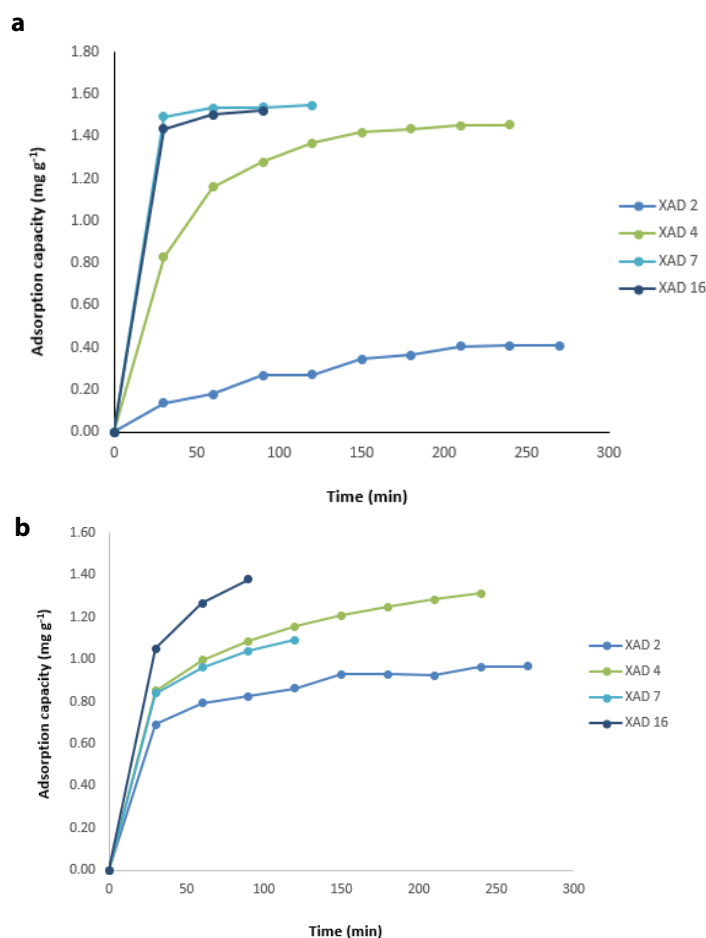 a
1.80
1.60
1.40
1.20
1.00
0.80
0.60
0.40
0.20
0.00
Adsorption capacity (mg g-1)
0 50 100 150 200 250 300
Time (min)
XAD 2
XAD 4
XAD 7
XAD 16
b
1.60
1.40
1.20
1.00
0.80
0.60
0.40
0.20
0.00
Adsorption capacity (mg g-1)
0 50 100 150 200 250 300
Time (min)
XAD 2
XAD 4
XAD 7
XAD 16